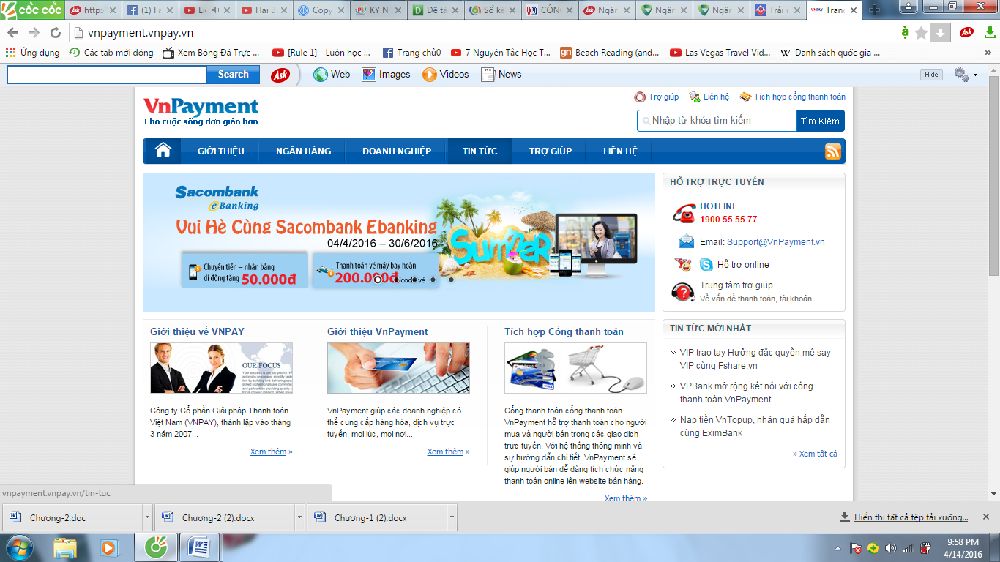 cốc cốc
http:/
(1) Fa
Hai B
Copy
KY N
Đề tà
Sổ kế
CÔN
Ask Ngân
Ngân
Ngân
Trải n
VNPAY Trang
vnpayment.vnpay.vn
Ask
Ứng dụng Các tab mới đóng Xem Bóng Đá Trực ... [Rule 1] - Luôn học ... Trang chủ0 7 Nguyên Tắc Học T... Beach Reading (and... Las Vegas Travel Vid... Danh sách quốc gia ...
Search Ask Web Images Videos News Hide
VnPayment
Cho cuộc sống đơn giản hơn
Trợ giúp Liên hệ Tích hợp cổng thanh toán
Nhập từ khóa tìm kiếm Tìm Kiếm
GIỚI THIỆU NGÂN HÀNG DOANH NGHIỆP TIN TỨC TRỢ GIÚP LIÊN HỆ
Sacombank
eBanking
Vui Hè Cùng Sacombank Ebanking
04/4/2016 – 30/6/2016
SUMMER
Chuyển tiền – nhận bằng
di động tặng 50.000đ
Thanh toán vé máy bay hoàn
200.000đ code vé
HỖ TRỢ TRỰC TUYẾN
HOTLINE
1900 55 55 77
Email: Support@VnPayment.vn
Hỗ trợ online
Trung tâm trợ giúp
Về vấn đề thanh toán, tài khoản...
Giới thiệu về VNPAY
OUR FOCUS
Công ty Cổ phần Giải pháp Thanh toán
Việt Nam (VNPAY), thành lập vào tháng
3 năm 2007...
Xem thêm »
Giới thiệu VnPayment
VnPayment giúp các doanh nghiệp có
thể cung cấp hàng hóa, dịch vụ trực
tuyến, mọi lúc, mọi nơi...
Xem thêm »
Tích hợp Cổng thanh toán
VISA
Cổng thanh toán cổng thanh toán
VnPayment hỗ trợ thanh toán cho người
mua và người bán trong các giao dịch
trực tuyến. Với hệ thống thông minh và
sự hướng dẫn chi tiết, VnPayment sẽ
giúp người bán dễ dàng tích chức năng
thanh toán online lên website bán hàng.
Xem thêm »
TIN TỨC MỚI NHẤT
VIP trao tay Hưởng đặc quyền mê say
VIP cùng Fshare.vn
VPBank mở rộng kết nối với cổng
thanh toán VnPayment
Nạp tiền VnTopup, nhận quà hấp dẫn
cùng EximBank
» Xem tất cả
vnpayment.vnpay.vn/tin-tuc
Chương-2.doc Chương-2 (2).docx Chương-1 (2).docx Hiển thị tất cả tệp tải xuống...
9:58 PM
4/14/2016